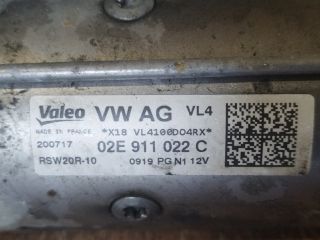 Valeo VW AG VL4
MADE IN FRANCE *X18 VL4100D04RX*
200717 02E 911 022 C
RSW20R-10 0919 PG N1 12V